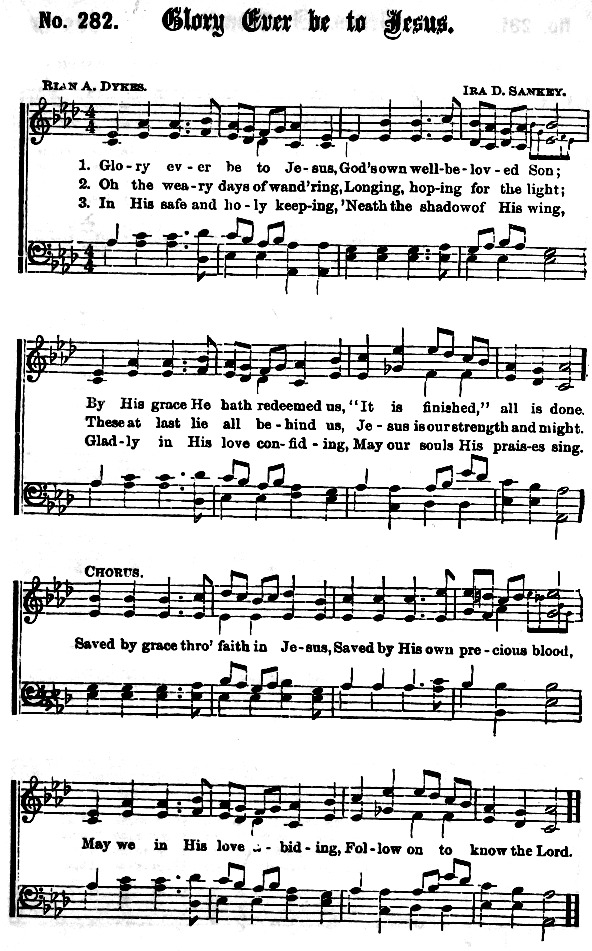 No. 282. Glory Ever be to Jesus.
RIAN A. DYKES. IRA D. SANKEY.
1. Glo-ry ev-er be to Je-sus, God's own well-be-lov-ed Son;
2. Oh the wea-ry days of wand'ring, Longing, hop-ing for the light;
3. In His safe and ho-ly keep-ing, 'Neath the shadow of His wing,
By His grace He hath redeemed us, "It is finished," all is done.
These at last lie all be-hind us, Je-sus is our strength and might.
Glad-ly in His love con-fid-ing, May our souls His prais-es sing.
CHORUS.
Saved by grace thro' faith in Je-sus, Saved by His own pre-cious blood,
May we in His love a-bid-ing, Fol-low on to know the Lord.